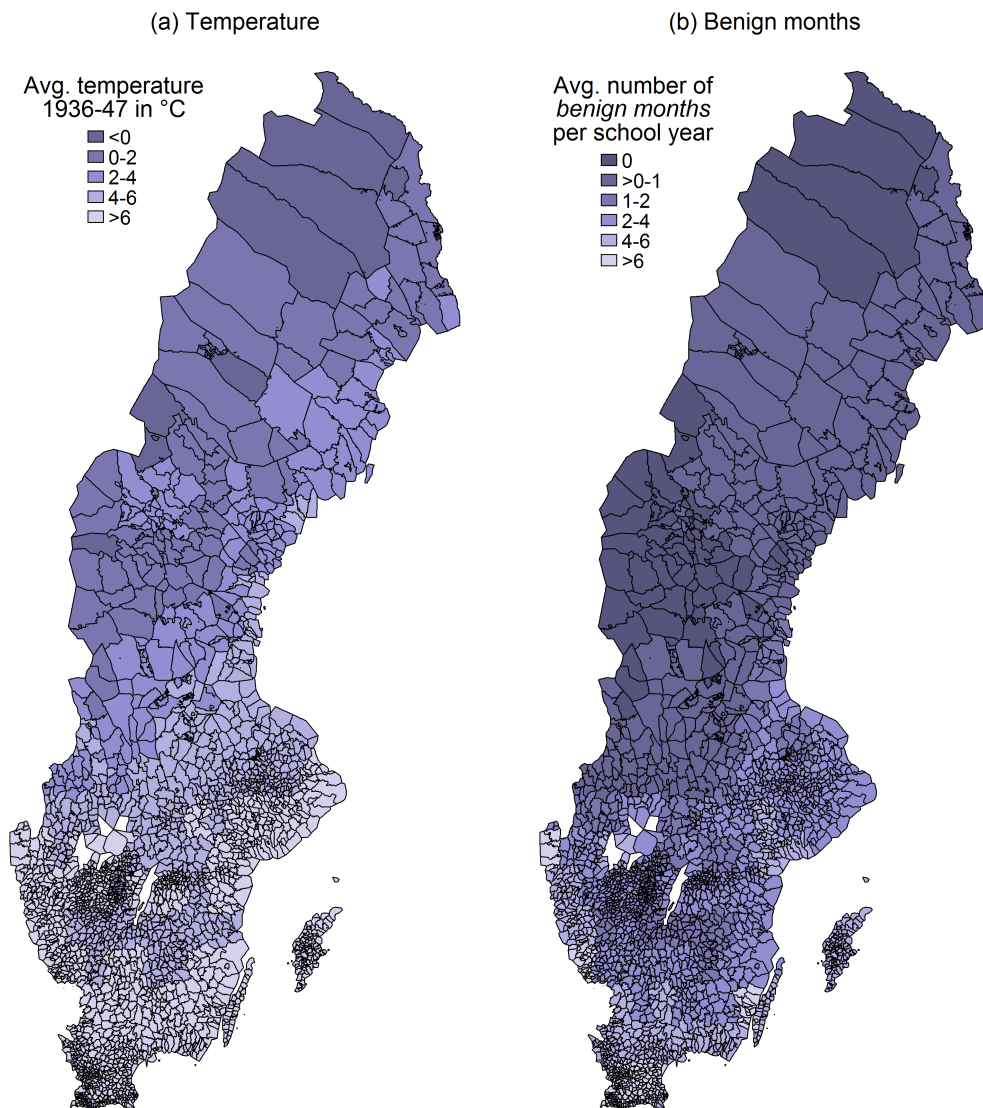 (a) Temperature
Avg. temperature
1936-47 in °C
<0
0-2
2-4
4-6
>6
(b) Benign months
Avg. number of
benign months
per school year
0
>0-1
1-2
2-4
4-6
>6